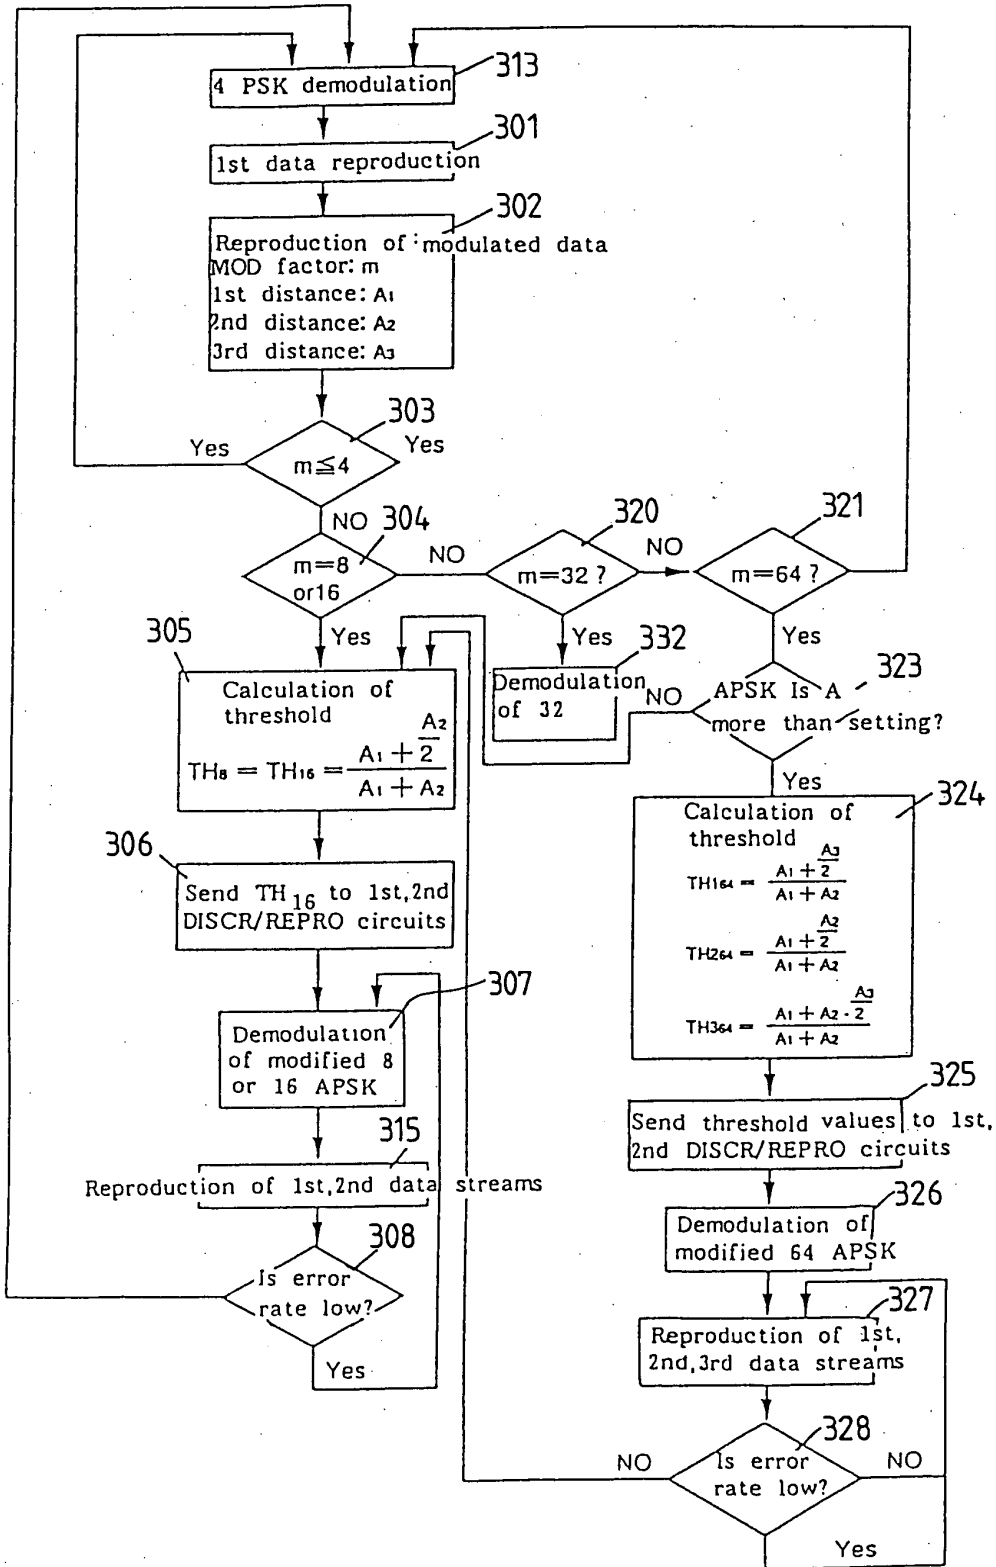 313
4 PSK demodulation
301
1st data reproduction
302
Reproduction of : modulated data
MOD factor: m
1st distance: A1
2nd distance: A2
3rd distance: A3
303
Yes
Yes
m≦4
NO
304
320
321
m=8
or16
NO
m=32 ?
NO
m=64 ?
Yes
Yes
Yes
305
Calculation of
threshold
TH8 = TH16 = (A1 + A2/2) / (A1 + A2)
332
Demodulation
of 32
NO
323
APSK Is A
more than setting?
Yes
324
Calculation of
threshold
TH164 = (A1 + A3/2) / (A1 + A2)
TH264 = (A1 + A2/2) / (A1 + A2)
TH364 = (A1 + A2 - A3/2) / (A1 + A2)
306
Send TH16 to 1st,2nd
DISCR/REPRO circuits
307
Demodulation
of modified 8
or 16 APSK
315
Reproduction of 1st,2nd data streams
308
Is error
rate low?
Yes
325
Send threshold values to 1st,
2nd DISCR/REPRO circuits
326
Demodulation of
modified 64 APSK
327
Reproduction of 1st,
2nd,3rd data streams
328
NO
Is error
rate low?
NO
Yes